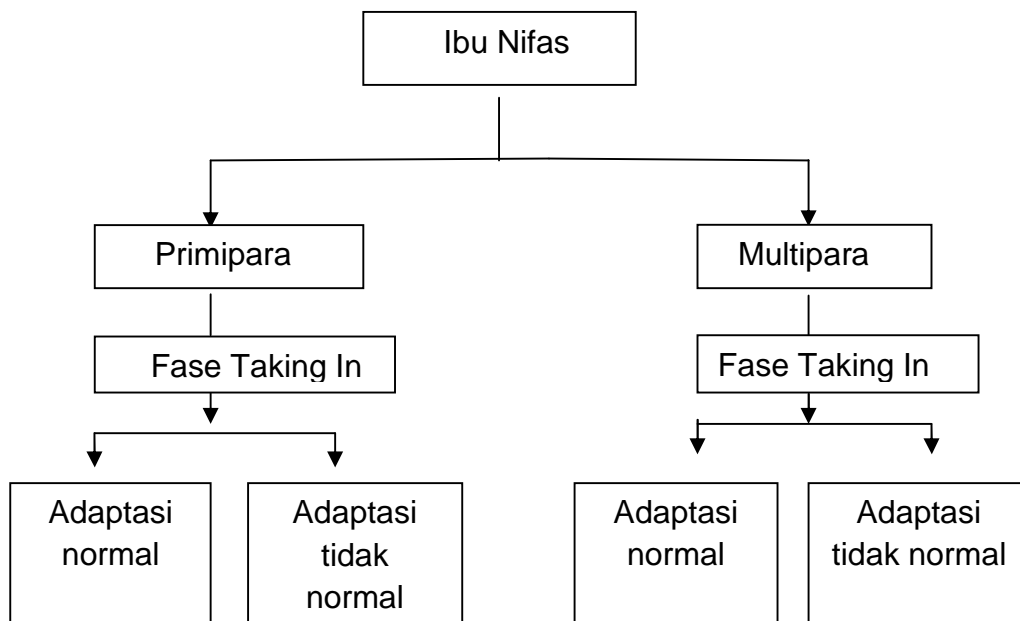 Ibu Nifas
Primipara
Multipara
Fase Taking In
Fase Taking In
Adaptasi
normal
Adaptasi
tidak
normal
Adaptasi
normal
Adaptasi
tidak normal